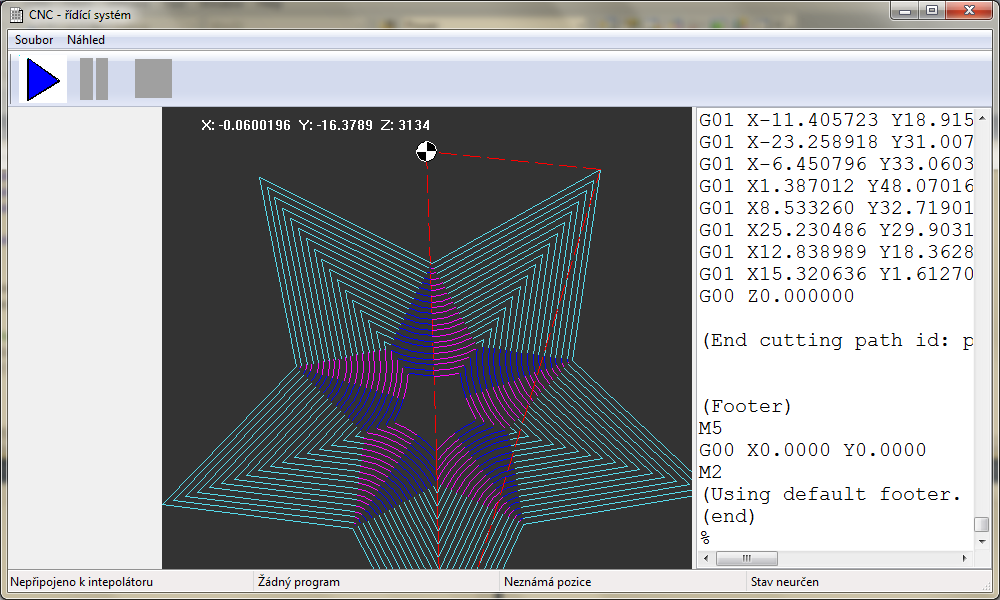 CNC - řídící systém
Soubor Náhled
X: -0.0600196 Y: -16.3789 Z: 3134
G01 X-11.405723 Y18.915
G01 X-23.258918 Y31.007
G01 X-6.450796 Y33.0603
G01 X1.387012 Y48.07016
G01 X8.533260 Y32.71901
G01 X25.230486 Y29.9031
G01 X12.838989 Y18.3628
G01 X15.320636 Y1.61270
G00 Z0.000000
(End cutting path id: p
(Footer)
M5
G00 X0.0000 Y0.0000
M2
(Using default footer.
(end)
%
Nepřipojeno k intepolátoru Žádný program Neznámá pozice Stav neurčen